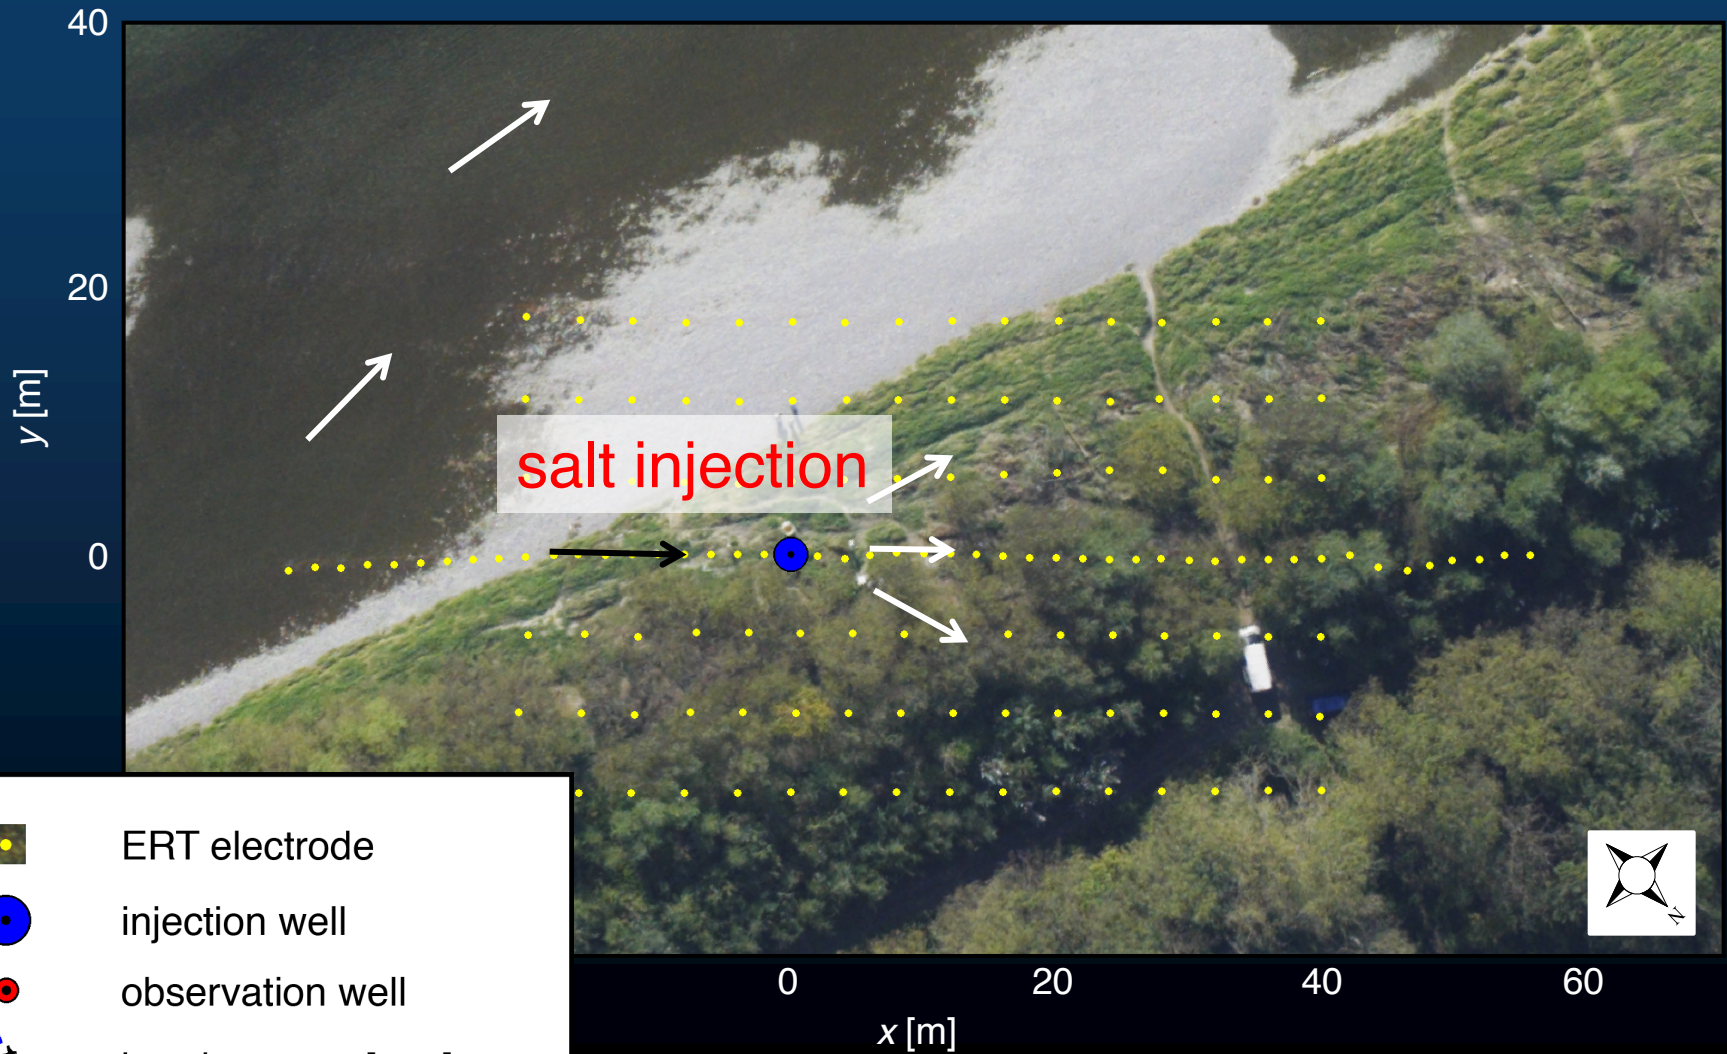 40
20
0
y [m]
salt injection
ERT electrode
injection well
observation well
N
0
20
40
60
x [m]